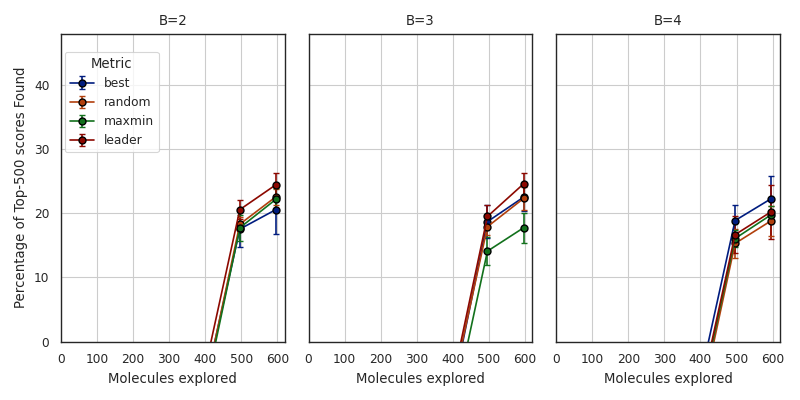 B=2
B=3
B=4
Percentage of Top-500 scores Found
40
30
20
10
0
Metric
best
random
maxmin
leader
0 100 200 300 400 500 600
0 100 200 300 400 500 600
0 100 200 300 400 500 600
Molecules explored
Molecules explored
Molecules explored